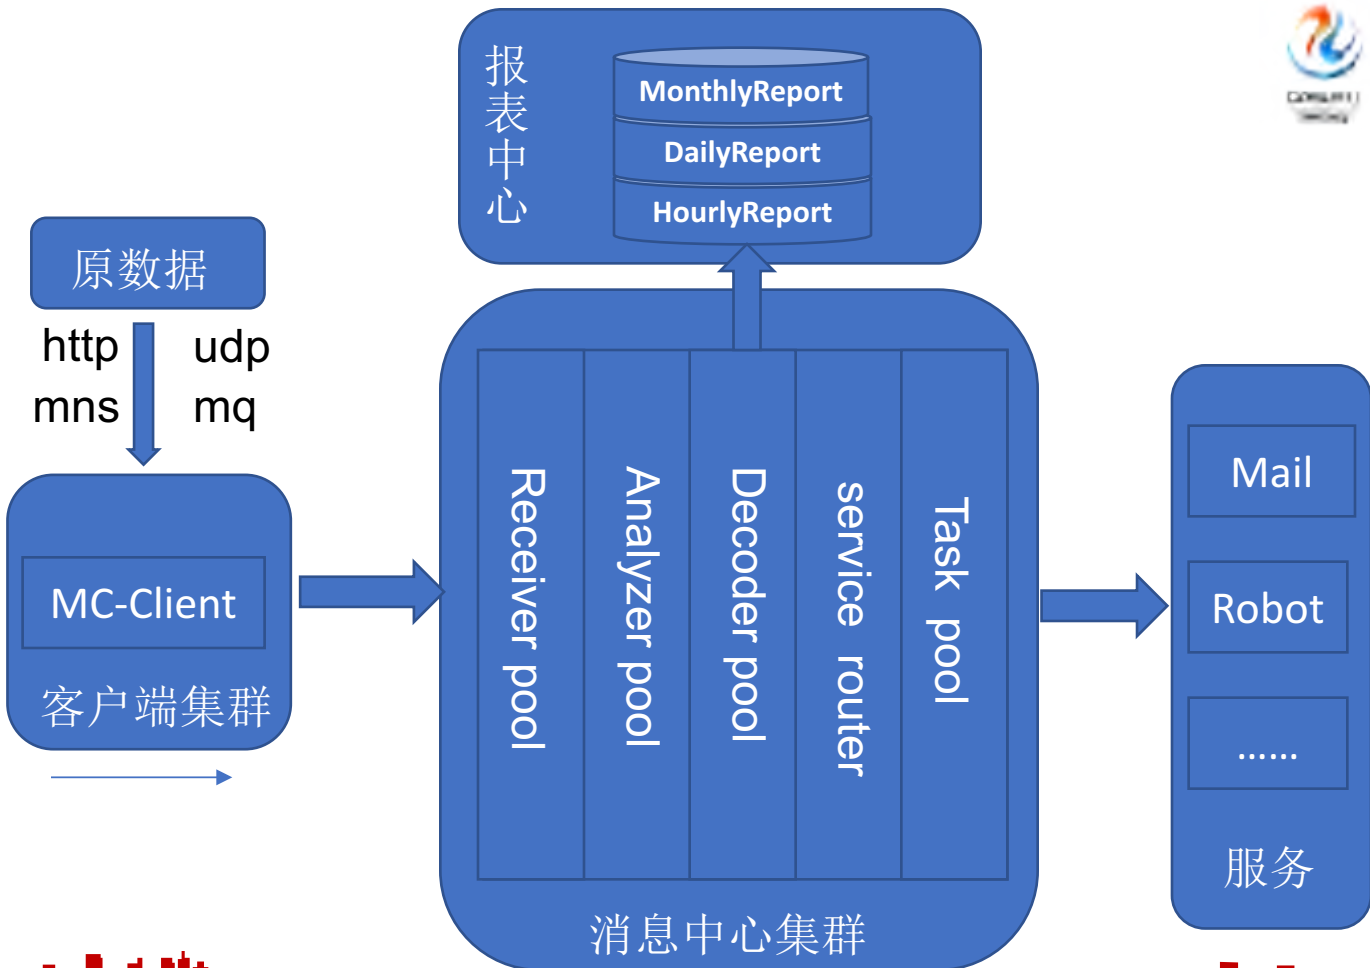 报表中心
MonthlyReport
DailyReport
HourlyReport
原数据
http udp
mns mq
MC-Client
客户端集群
Receiver pool
Analyzer pool
Decoder pool
service router
Task pool
消息中心集群
Mail
Robot
......
服务